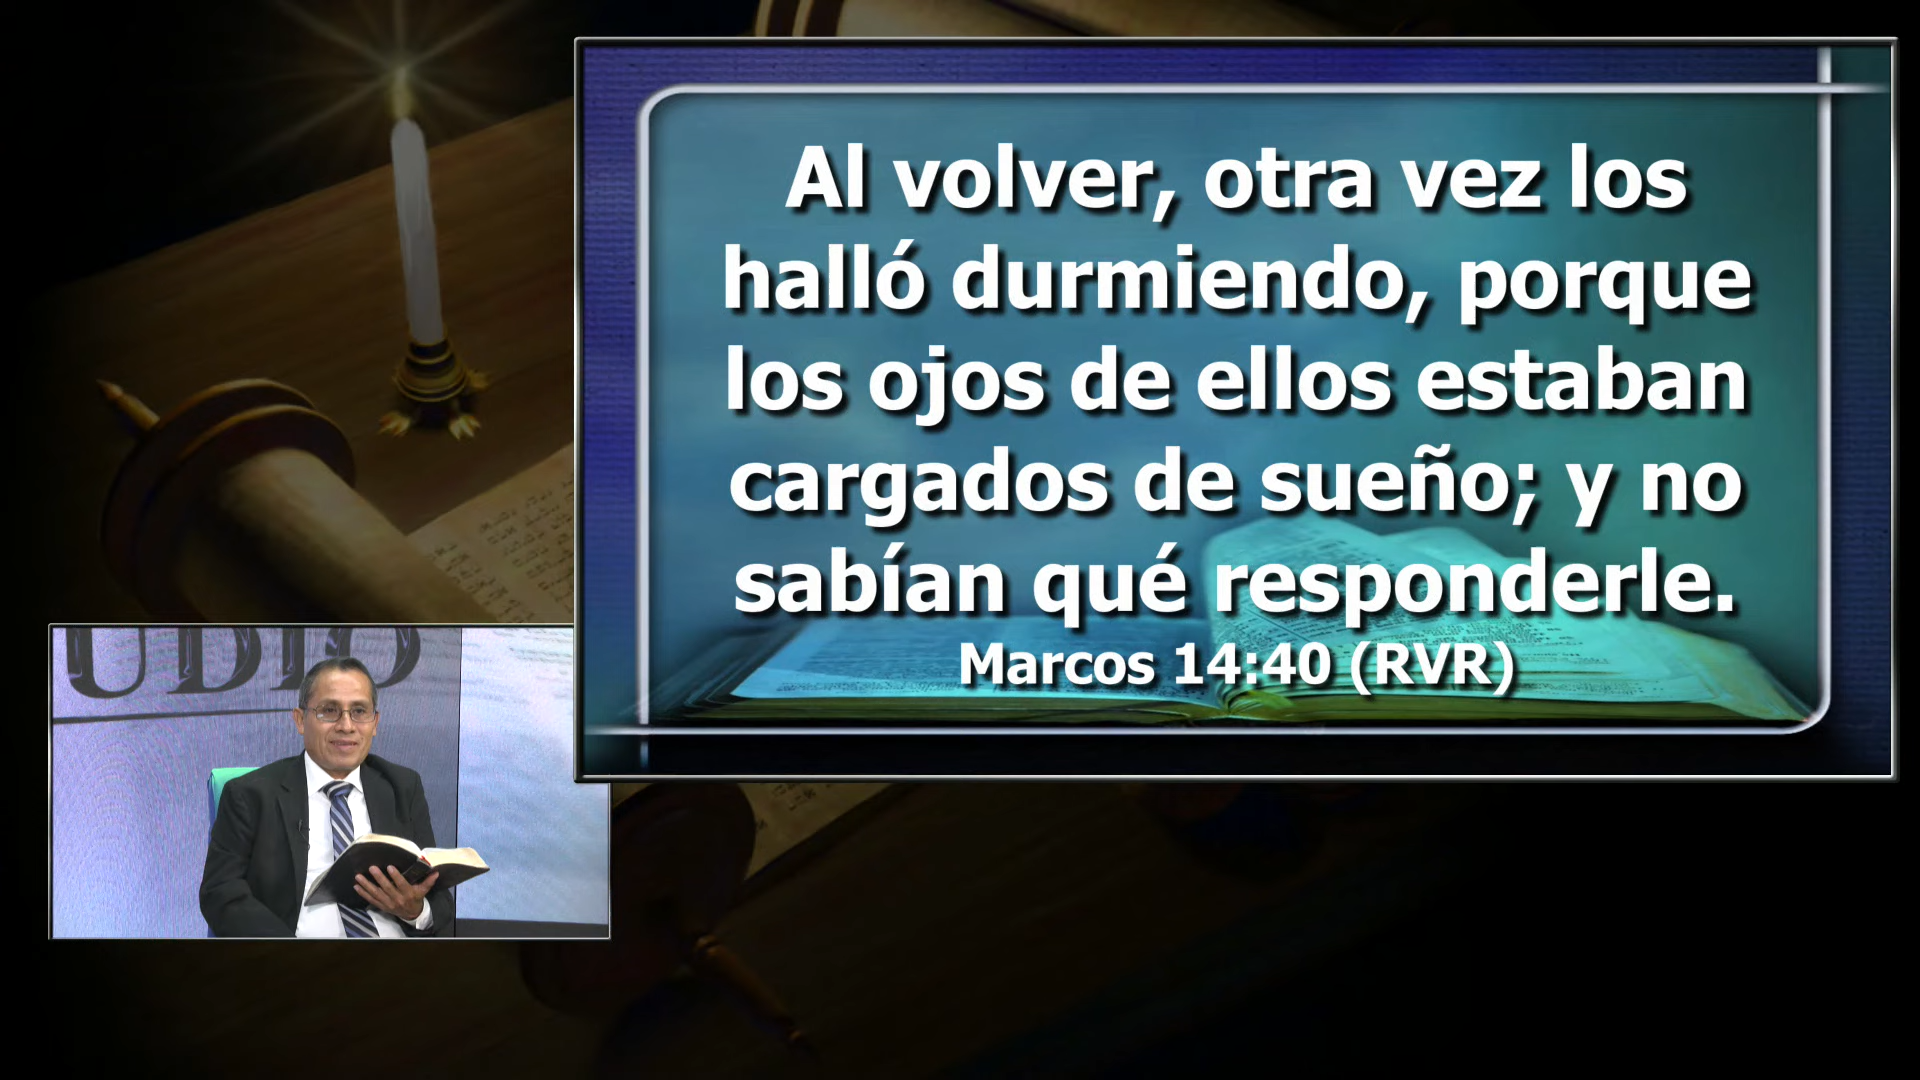 Al volver, otra vez los
halló durmiendo, porque
los ojos de ellos estaban
cargados de sueño; y no
sabían qué responderle.
Marcos 14:40 (RVR)
UDIO